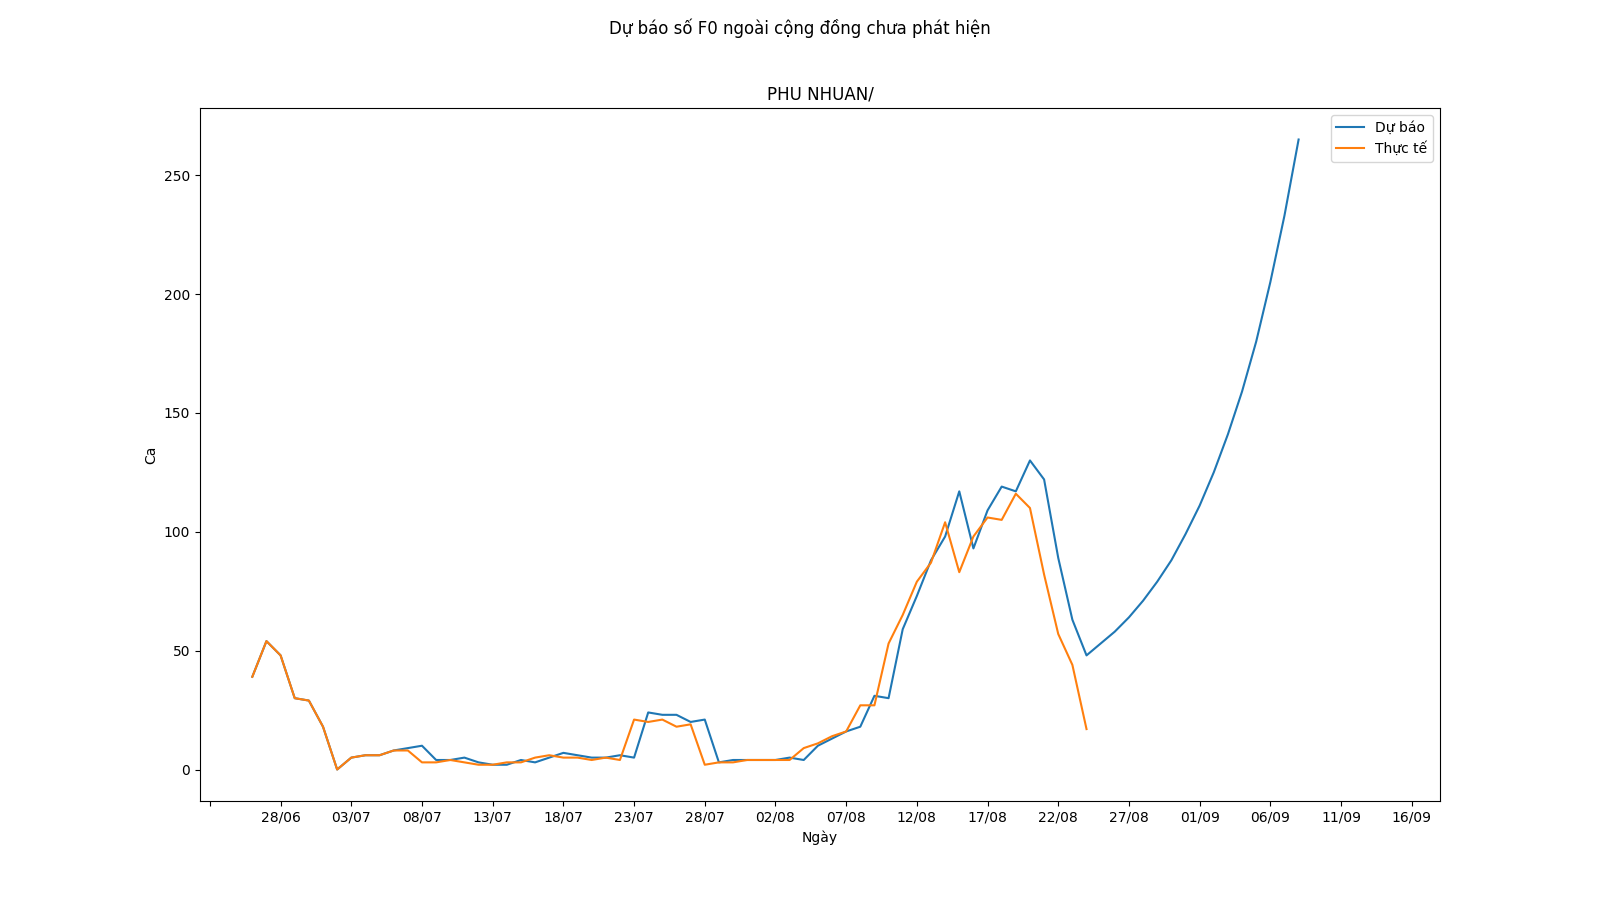 Dự báo số F0 ngoài cộng đồng chưa phát hiện
PHU NHUAN/
Dự báo
Thực tế
250
200
150
100
50
0
Ca
28/06 03/07 08/07 13/07 18/07 23/07 28/07 02/08 07/08 12/08 17/08 22/08 27/08 01/09 06/09 11/09 16/09
Ngày